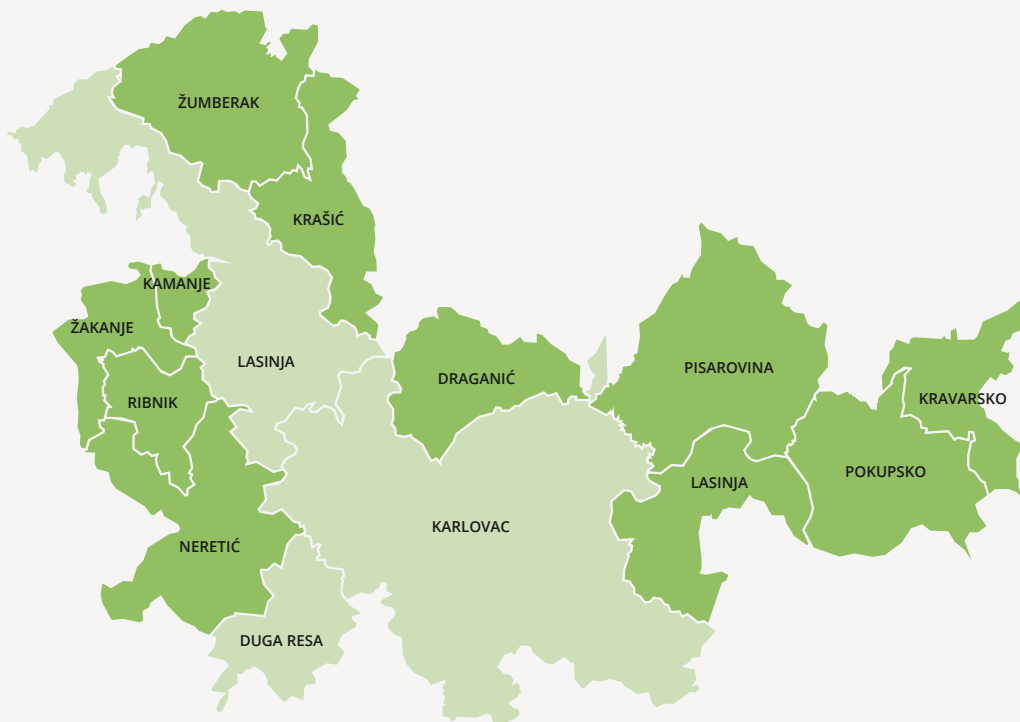 ŽUMBERAK
KRAŠIĆ
KAMANJE
ŽAKANJE
LASINJA
DRAGANIĆ
PISAROVINA
RIBNIK
KRAVARSKO
POKUPSKO
LASINJA
KARLOVAC
NERETIĆ
DUGA RESA